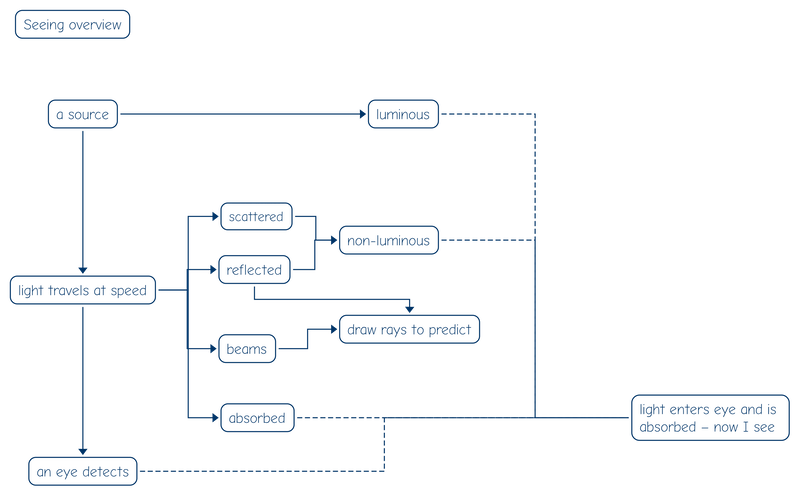 Seeing overview
a source
luminous
scattered
non-luminous
reflected
light travels at speed
draw rays to predict
beams
absorbed
light enters eye and is
absorbed – now I see
an eye detects